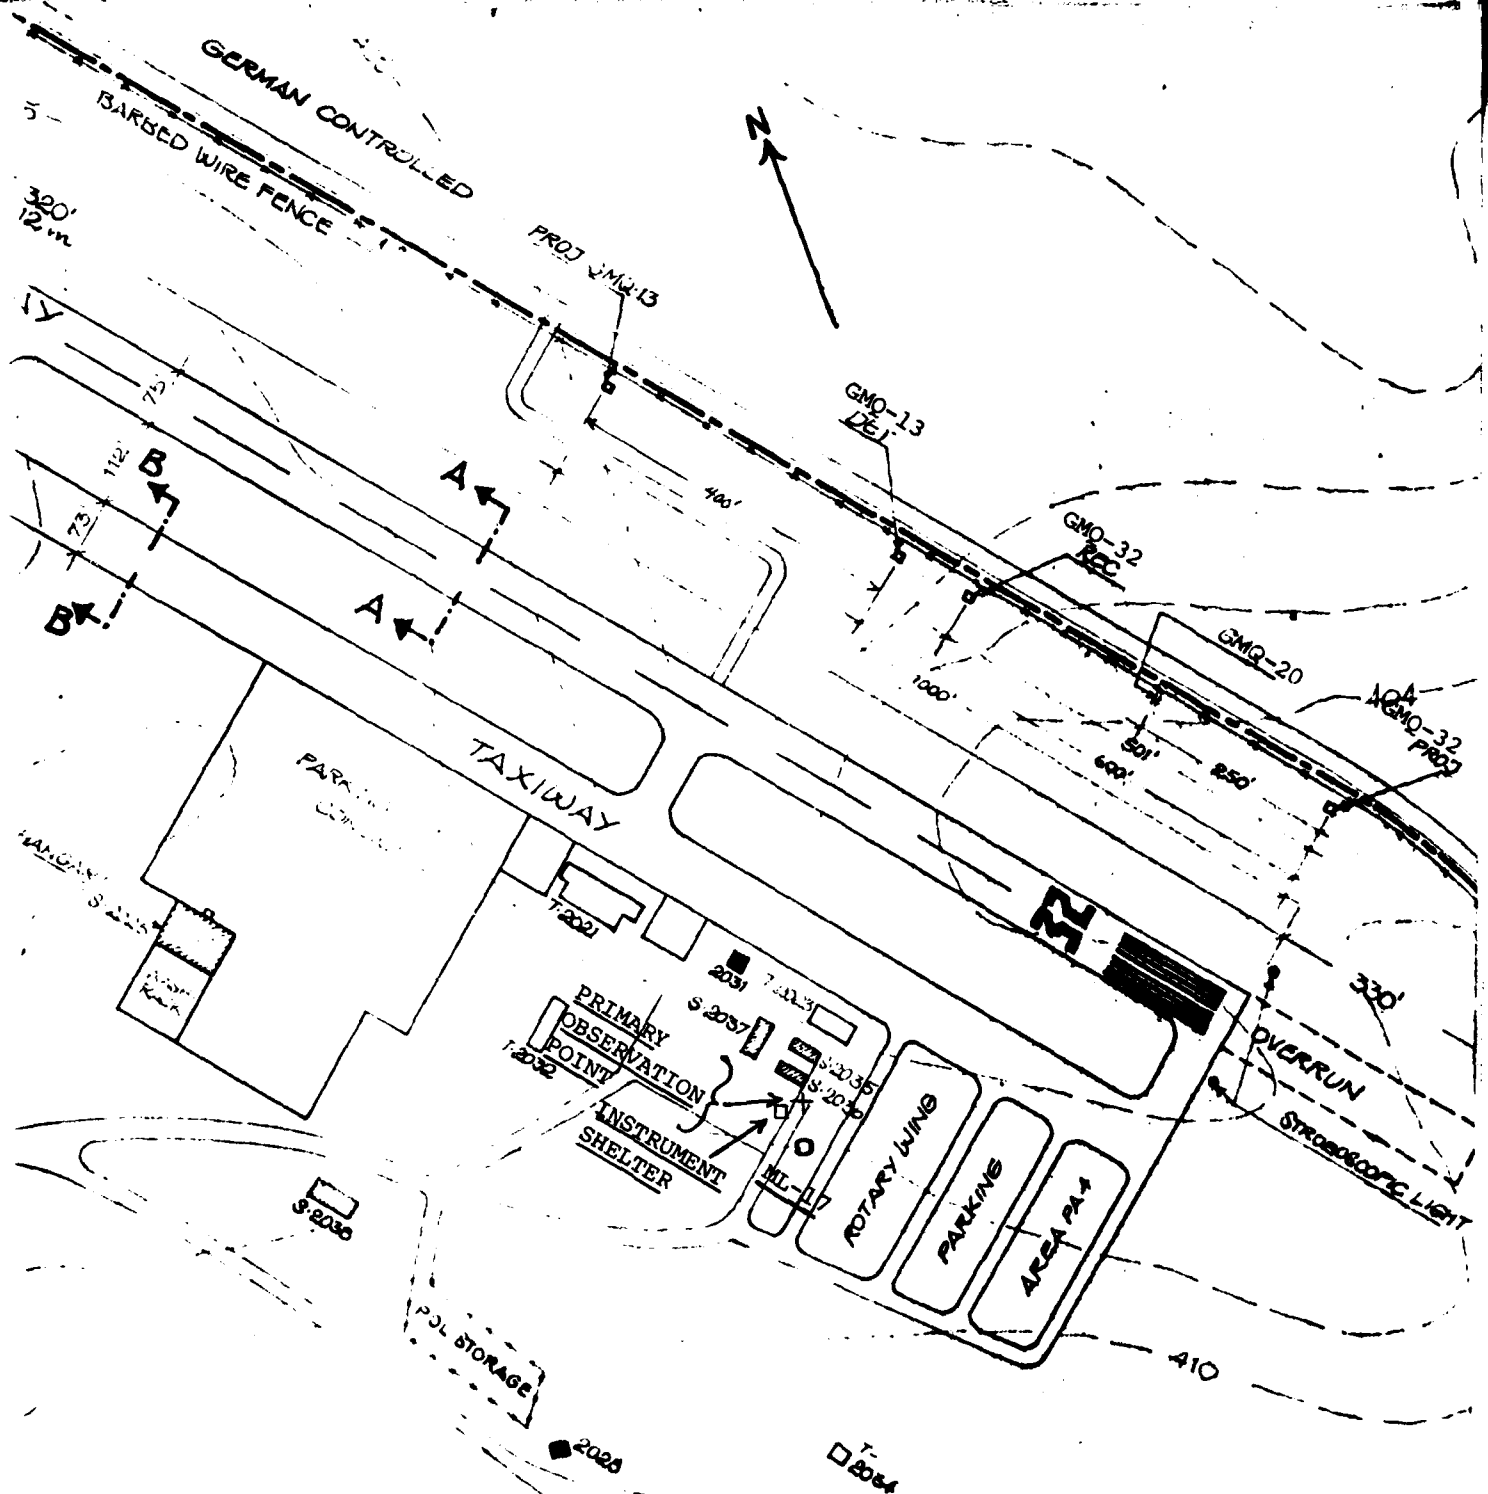 GERMAN CONTROLLED
BARBED WIRE FENCE
N
320'
12 m
PROJ GMQ-13
75'
112'
73'
B
B
A
A
400'
GMQ-13
DET
GMQ-32
REC
1000'
GMQ-20
501'
600'
250'
GMQ-32
PROJ
TAXIWAY
T-2021
2031
S-2037
PRIMARY
OBSERVATION
POINT
T-2032
INSTRUMENT
SHELTER
S-2035
ML-17
ROTARY WING
PARKING
AREA PA-4
330'
OVERRUN
STROBOSCOPIC LIGHT
S-2038
POL STORAGE
410
T-